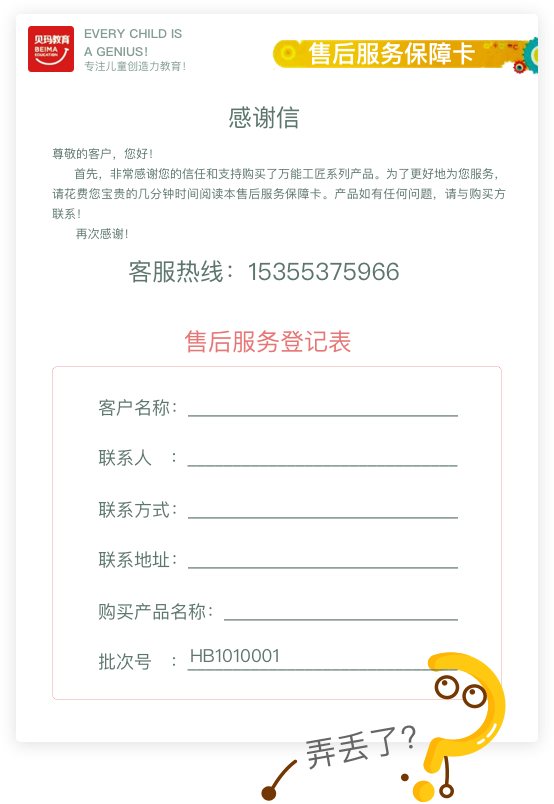 贝玛教育
BEIMA
EDUCATION
EVERY CHILD IS
A GENIUS!
专注儿童创造力教育!
售后服务保障卡
感谢信
尊敬的客户，您好!
首先，非常感谢您的信任和支持购买了万能工匠系列产品。为了更好地为您服务，
请花费您宝贵的几分钟时间阅读本售后服务保障卡。产品如有任何问题，请与购买方
联系!
再次感谢!
客服热线：15355375966
售后服务登记表
客户名称：
联系人 ：
联系方式：
联系地址：
购买产品名称：
批次号 ：HB1010001
弄丢了?